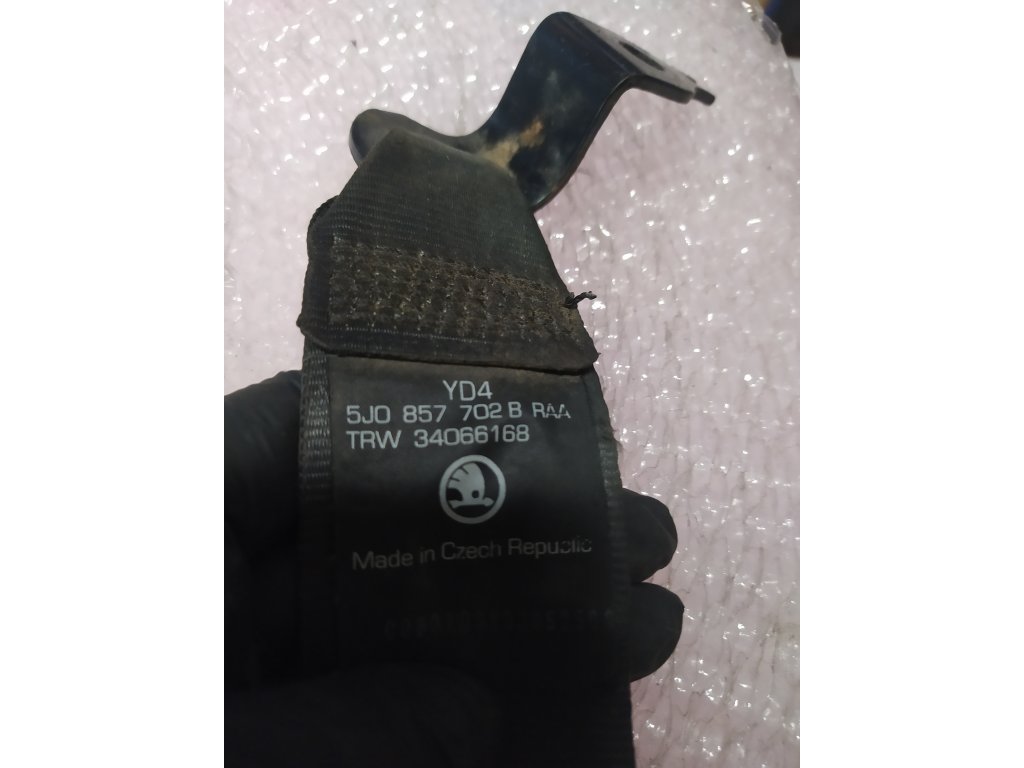 YD4
5J0 857 702 B RAA
TRW 34066168
Made in Czech Republic